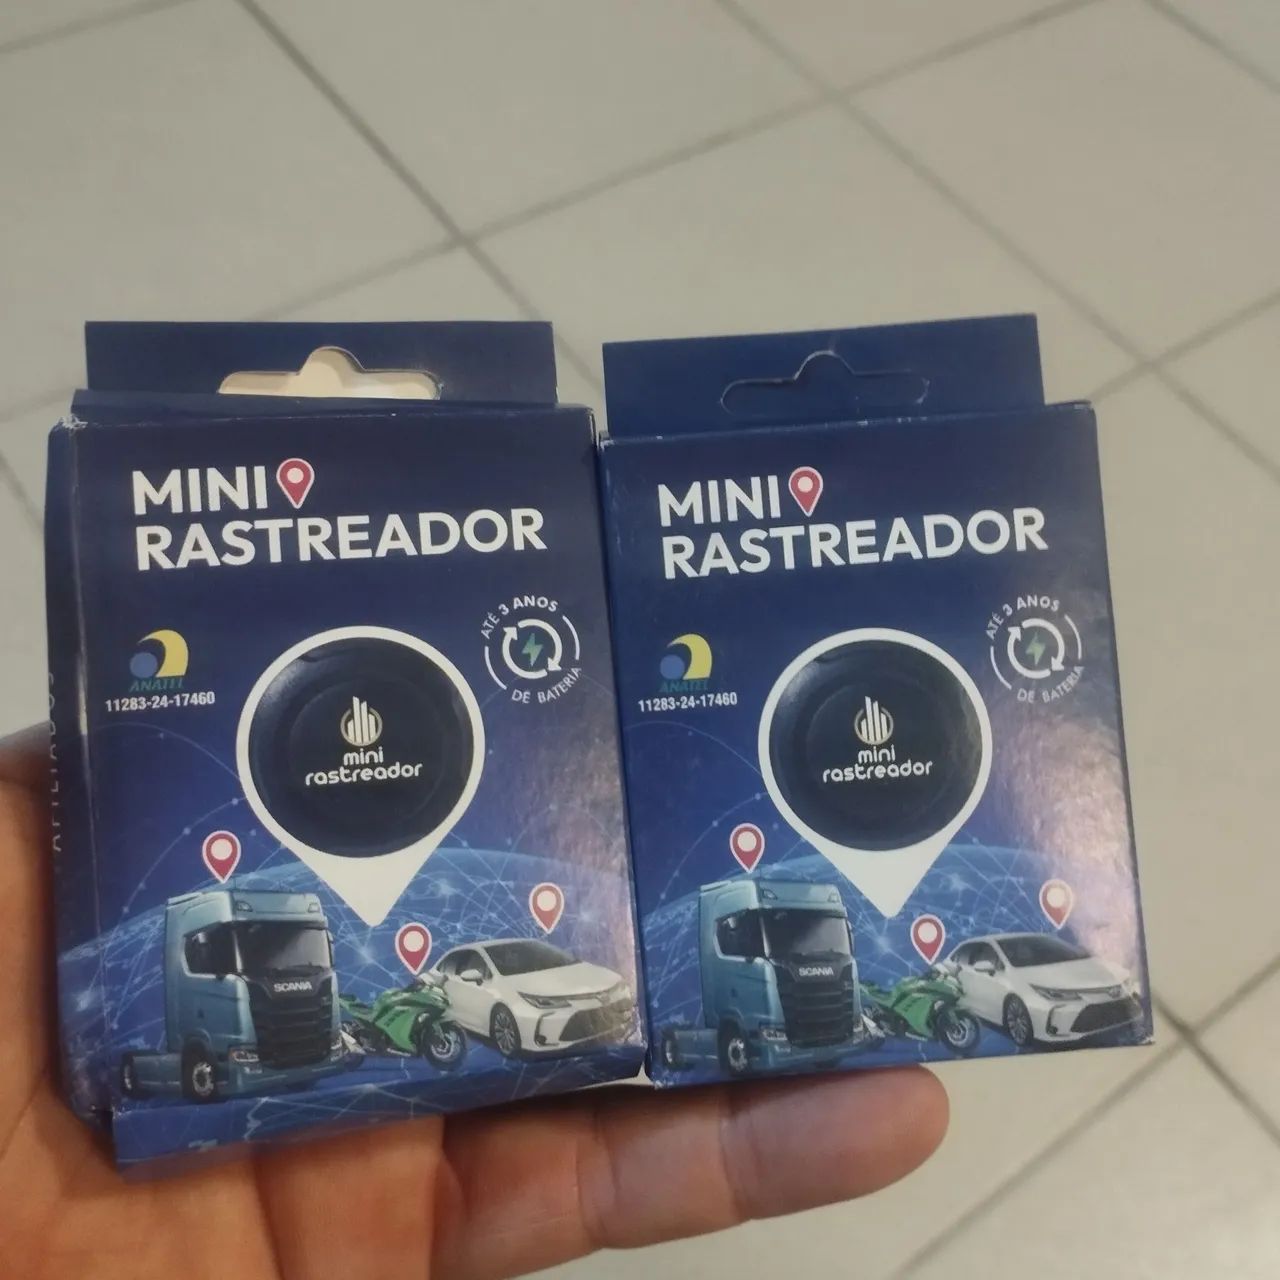 MINI
RASTREADOR
ATÉ 3 ANOS
DE BATERIA
ANATEL
11283-24-17460
mini
rastreador
SCANIA
MINI
RASTREADOR
ATÉ 3 ANOS
DE BATERIA
ANATEL
11283-24-17460
mini
rastreador
SCANIA